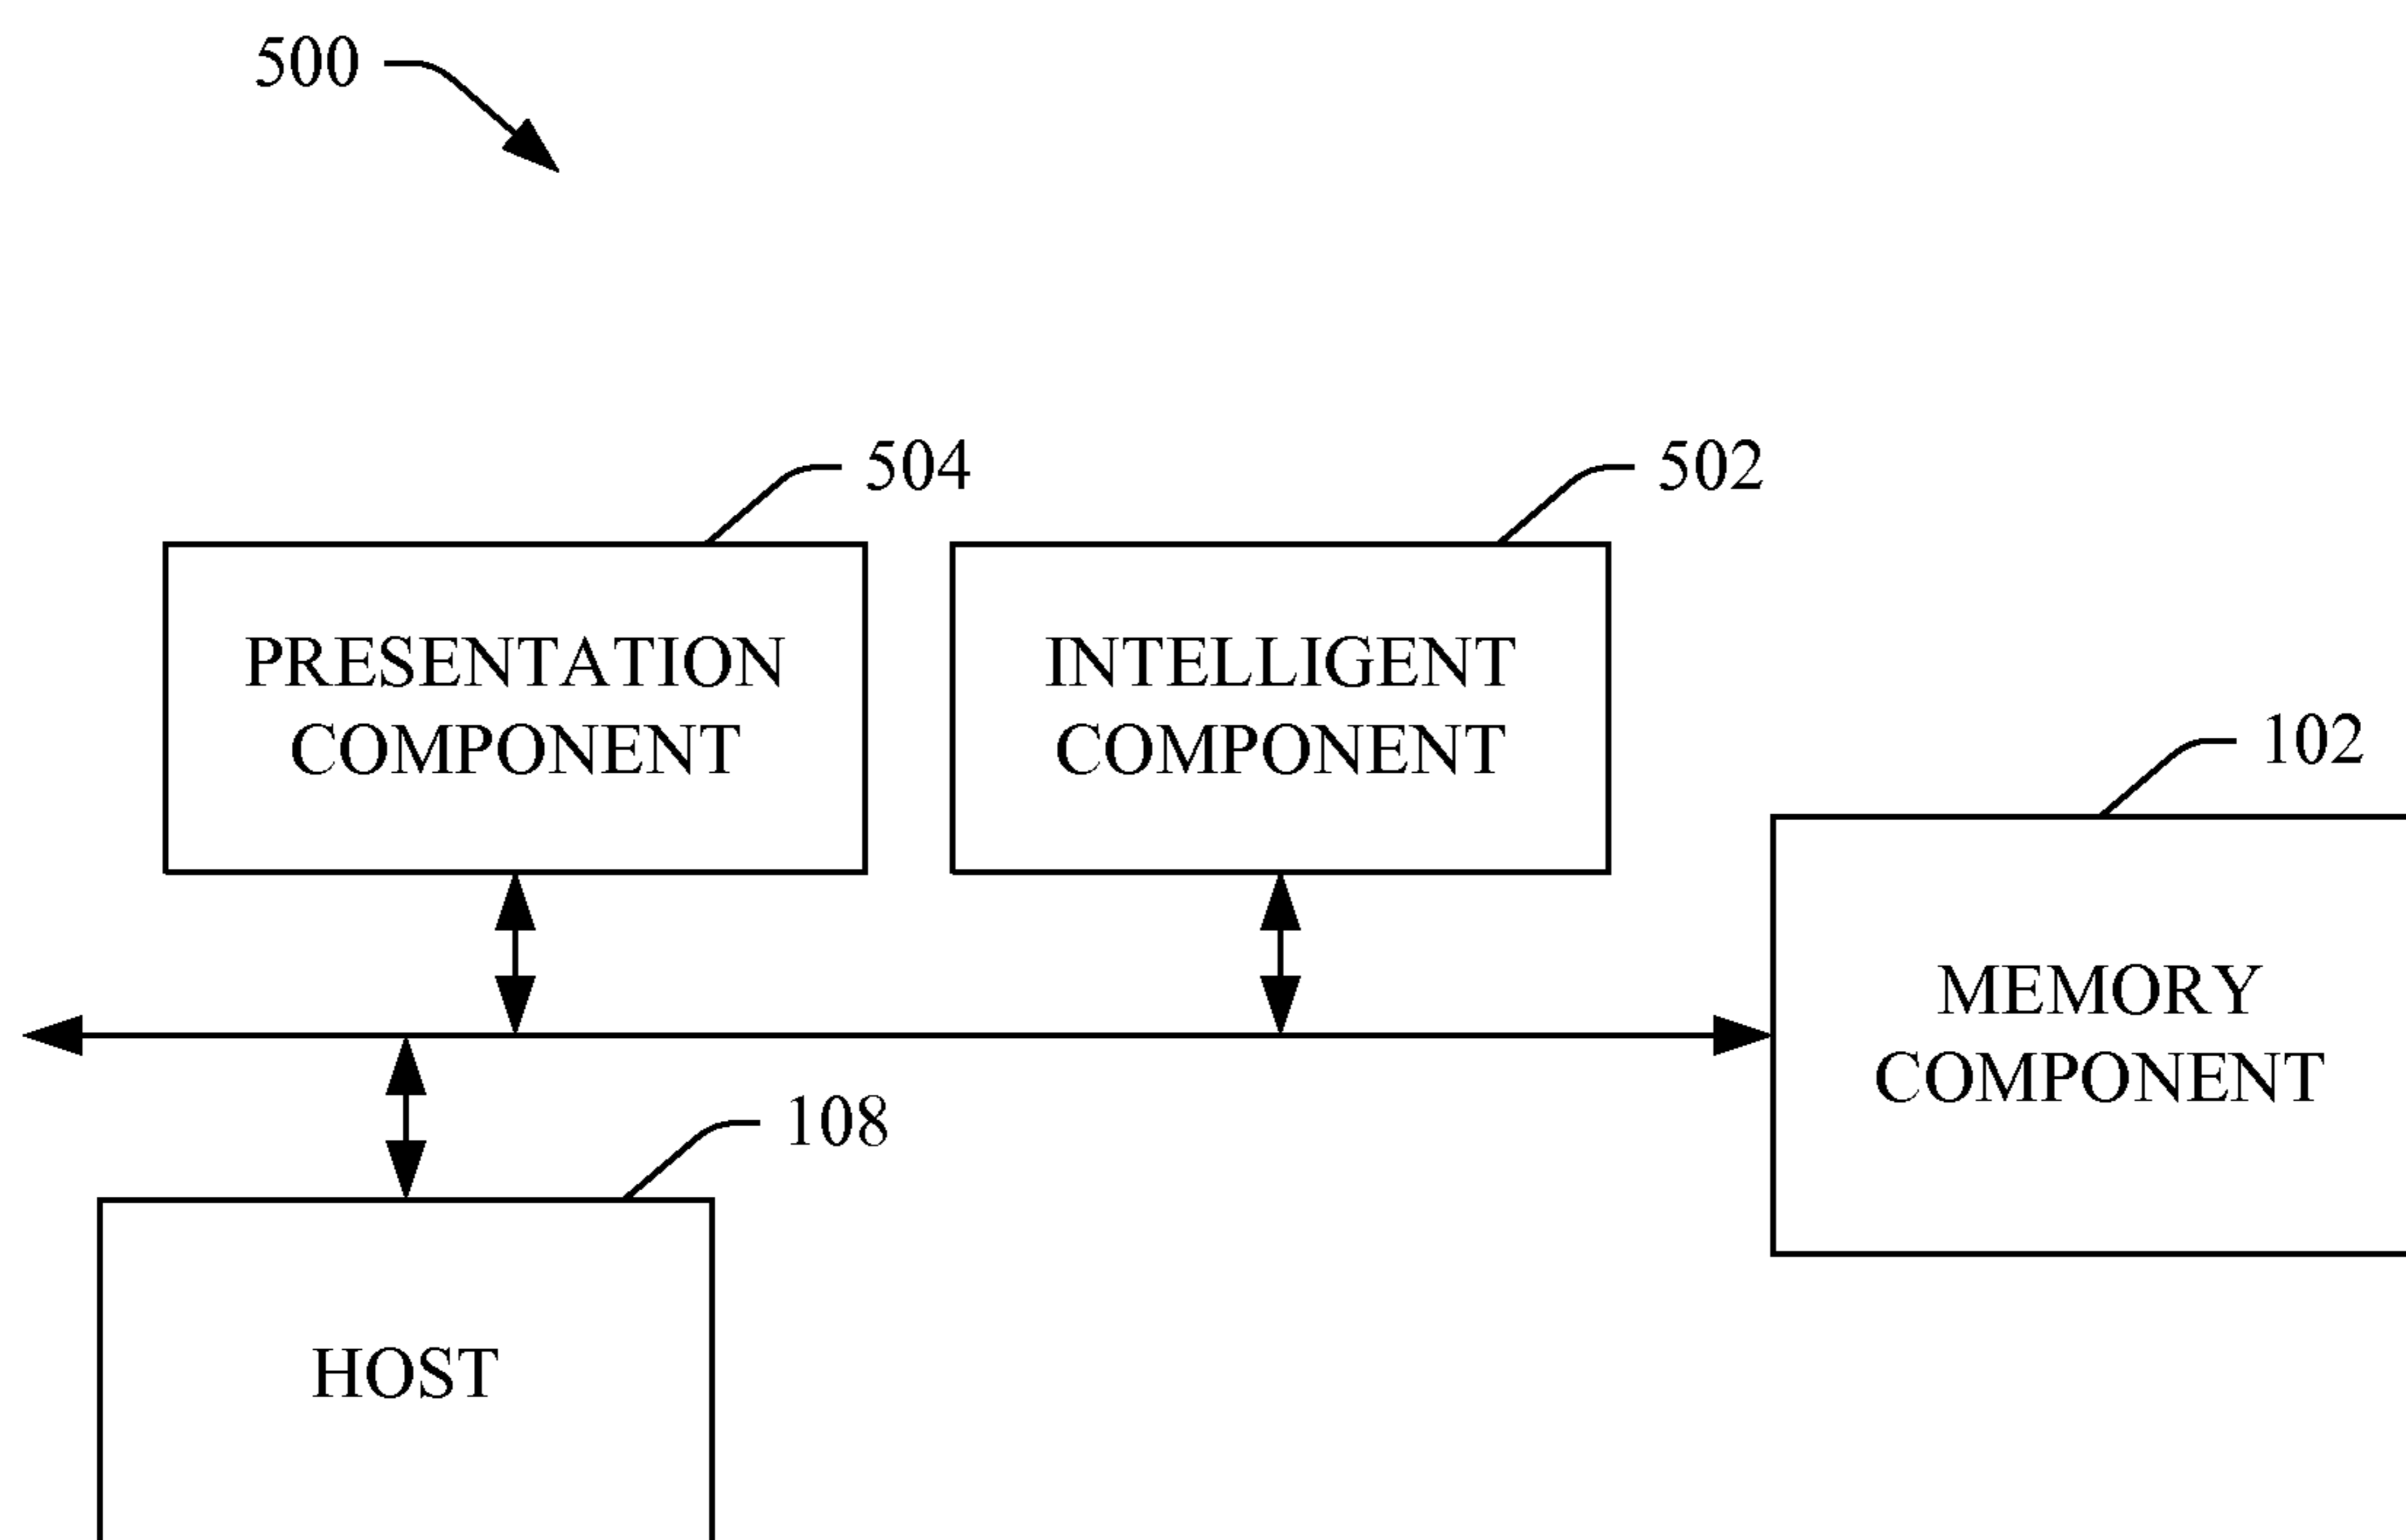 500
504
502
PRESENTATION
COMPONENT
INTELLIGENT
COMPONENT
102
MEMORY
COMPONENT
108
HOST